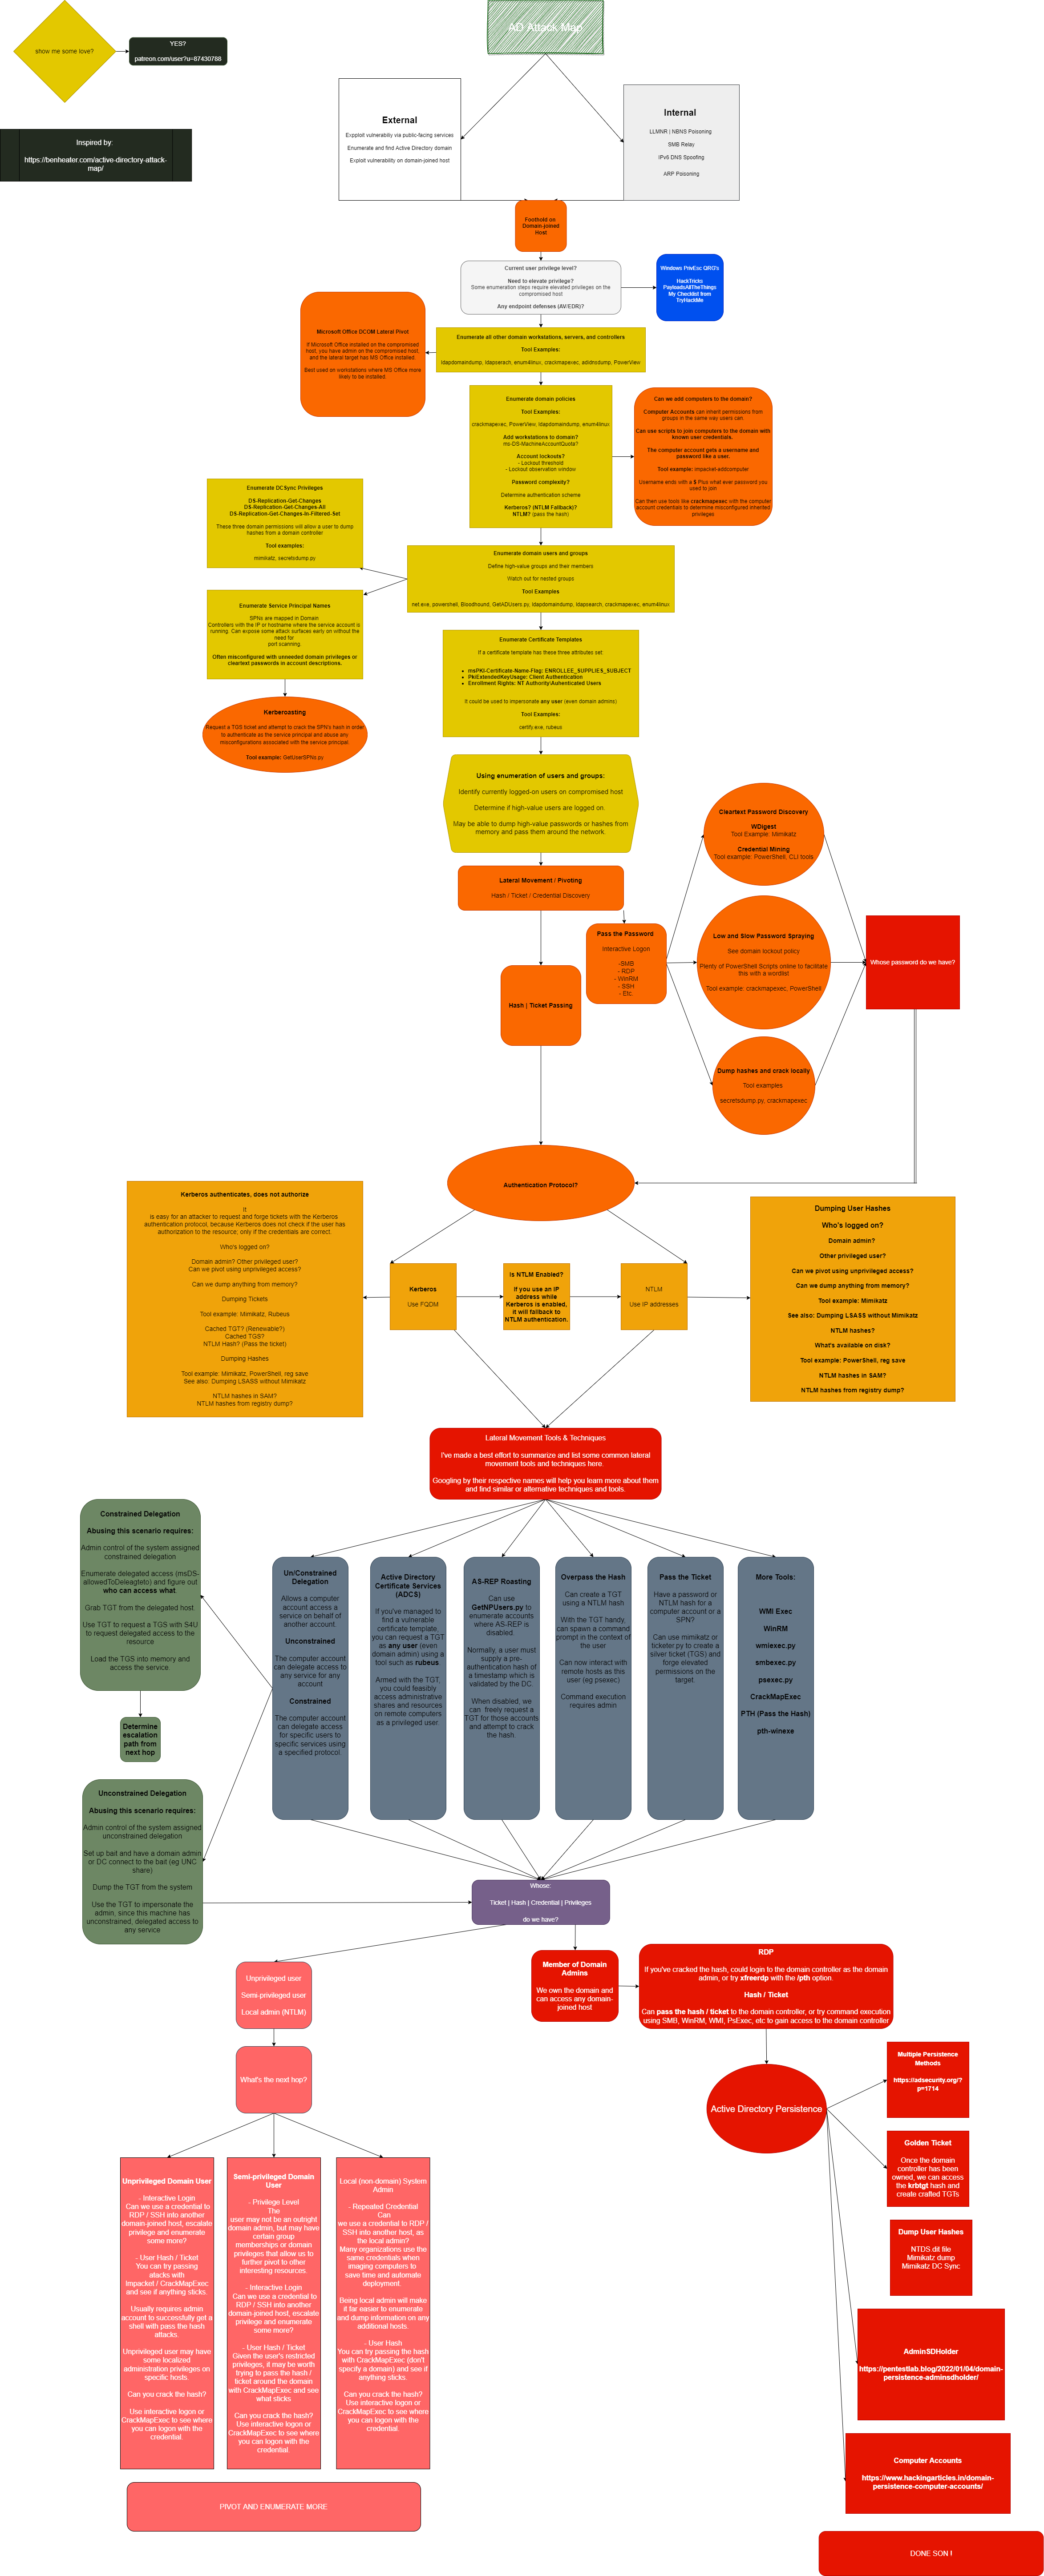 AD Attack Map
show me some love?
YES?
patreon.com/user?u=87430788
Inspired by:
https://benheater.com/active-directory-attack-
map/
External
Expploit vulnerabiity via public-facing services
Enumerate and find Active Directory domain
Exploit vulnerability on domain-joined host
Internal
LLMNR | NBNS Poisoning
SMB Relay
IPv6 DNS Spoofing
ARP Poisoning
Foothold on
Domain-joined
Host
Current user privilege level?
Need to elevate privilege?
Some enumeration steps require elevated privileges on the
compromised host
Any endpoint defenses (AV/EDR)?
Windows PrivEsc QIRG's
HackTricks
PayloadsAllTheThings
My Checklist from
TryHackMe
Microsoft Office DCOM Lateral Pivot
If Microsoft Office installed on the compromised
host, you have admin on the compromised host,
and the lateral target has MS Office installed.
Best used on workstations where MS Office more
likely to be installed.
Enumerate all other domain workstations, servers, and controllers
Tool Examples:
ldapdomaindump, ldapserach, enum4linux, crackmapexec, adidnsdump, PowerView
Enumerate domain policies
Tool Examples:
crackmapexec, PowerView, ldapdomaindump, enum4linux
Add workstations to domain?
ms-DS-MachineAccountQuota?
Account lockouts?
- Lockout threshold
- Lockout observation window
Password complexity?
Determine authentication scheme
Kerberos? (NTLM Fallback)?
NTLM? (pass the hash)
Can we add computers to the domain?
Computer Accounts can inherit permissions from
groups in the same way users can.
Can use scripts to join computers to the domain with
known user credentials.
The computer account gets a username and
password like a user.
Tool example: impacket-addcomputer
Username ends with a $ Plus what ever password you
used to join
Can then use tools like crackmapexec with the computer
account credentials to determine misconfigured inherited
privileges
Enumerate DCSync Privileges
DS-Replication-Get-Changes
DS-Replication-Get-Changes-All
DS-Replication-Get-Changes-In-Filtered-Set
These three domain permissions will allow a user to dump
hashes from a domain controller
Tool examples:
mimikatz, secretsdump.py
Enumerate domain users and groups
Define high-value groups and their members
Watch out for nested groups
Tool Examples
net.exe, powershell, Bloodhsound, GetADUsers.py, ldapdomaindump, ldapsearch, crackmapexec, enum4linux
Enumerate Service Principal Names
SPNs are mapped in Domain
Controllers with the IP or hostname where the service account is
running. Can expose some attack surfaces early on without the
need for
port scanning.
Often misconfigured with unneeded domain privileges or
cleartext passwords in account descriptions.
Kerberoasting
Request a TGS ticket and attempt to crack the SPN's hash in order
to authenticate as the service principal and abuse any
misconfigurations associated with the service principal.
Tool example: GetUserSPNs.py
Enumerate Certificate Templates
If a certificate template has these three attributes set:
• msPKI-Certificate-Name-Flag: ENROLLEE_SUPPLIES_SUBJECT
• PkiExtendedKeyUsage: Client Authentication
• Enrollment Rights: NT Authority\Auhenticated Users
It could be used to impersonate any user (even domain admins)
Tool Examples:
certify.exe, rubeus
Using enumeration of users and groups:
Identify currently logged-on users on compromised host
Determine if high-value users are logged on.
May be able to dump high-value passwords or hashes from
memory and pass them around the network.
Lateral Movement / Pivoting
Hash / Ticket / Credential Discovery
Hash | Ticket Passing
Pass the Password
Interactive Logon
-SMB
- RDP
- WinRM
- SSH
- Etc.
Cleartext Password Discovery
WDigest
Tool Example: Mimikatz
Credential Mining
Tool example: PowerShell, CLI tools
Low and Slow Password Spraying
See domain lockout policy
Plenty of PowerShell Scripts online to facilitate
this with a wordlist
Tool example: crackmapexec, PowerShell
Dump hashes and crack locally
Tool examples
secretsdump.py, crackmapexec
Whose password do we have?
Authentication Protocol?
Kerberos authenticates, does not authorize
It
is easy for an attacker to request and forge tickets with the Kerberos
authentication protocol, because Kerberos does not check if the user has
authorization to the resource; only if the credentials are correct.
Who's logged on?
Domain admin? Other privileged user?
Can we pivot using unprivileged access?
Can we dump anything from memory?
Dumping Tickets
Tool example: Mimikatz, Rubeus
Cached TGT? (Renewable?)
Cached TGS?
NTLM Hash? (Pass the ticket)
Dumping Hashes
Tool example: Mimikatz, PowerShell, reg save
See also: Dumping LSASS without Mimikatz
NTLM hashes in SAM?
NTLM hashes from registry dump?
Kerberos
Use FQDM
Is NTLM Enabled?
If you use an IP
address while
Kerberos is enabled,
it will fallback to
NTLM authentication.
NTLM
Use IP addresses
Dumping User Hashes
Who's logged on?
Domain admin?
Other privileged user?
Can we pivot using unprivileged access?
Can we dump anything from memory?
Tool example: Mimikatz
See also: Dumping LSASS without Mimikatz
NTLM hashes?
What's available on disk?
Tool example: PowerShell, reg save
NTLM hashes in SAM?
NTLM hashes from registry dump?
Lateral Movement Tools & Techniques
I've made a best effort to summarize and list some common lateral
movement tools and techniques here.
Googling by their respective names will help you learn more about them
and find similar or alternative techniques and tools.
Constrained Delegation
Abusing this scenario requires:
Admin control of the system assigned
constrained delegation
Enumerate delegated access (msDS-
allowedToDeleagteto) and figure out
who can access what.
Grab TGT from the delegated host
Use TGT to request a TGS with S4U
to request delegated access to the
resource
Load the TGS into memory and
access the service
Determine
escalation
path from
next hop
Unconstrained Delegation
Abusing this scenario requires:
Admin control of the system assigned
unconstrained delegation
Set up bait and have a domain admin
or DC connect to the bait (eg UNC
share)
Dump the TGT from the system
Use the TGT to impersonate the
admin, since this machine has
unconstrained, delegated access to
any service
Un/Constrained
Delegation
Allows a computer
account access a
service on behalf of
another account.
Unconstrained
The computer account
can delegate access to
any service for any
account
Constrained
The computer account
can delegate access
for specific users to
specific services using
a specified protocol.
Active Directory
Certificate Services
(ADCS)
If you've managed to
find a vulnerable
certificate template,
you can request a TGT
as any user (even
domain admin) using a
tool such as rubeus.
Armed with the TGT,
you could feasibly
access administrative
shares and resources
on remote computers
as a privileged user.
AS-REP Roasting
Can use
GetNPUsers.py to
enumerate accounts
where AS-REP is
disabled.
Normally, a user must
supply a pre-
authentication hash of
a timestamp which is
validated by the DC.
When disabled, we
can freely request a
TGT for those accounts
and attempt to crack
the hash.
Overpass the Hash
Can create a TGT
using a NTLM hash
With the TGT handy,
can spawn a command
prompt in the context of
the user
Can now interact with
remote hosts as this
user (eg psexec)
Command execution
requires admin
Pass the Ticket
Have a password or
NTLM hash for a
computer account or a
SPN?
Can use mimikatz or
ticketer.py to create a
silver ticket (TGS) and
forge elevated
permissions on the
target.
More Tools:
WMI Exec
WinRM
wmiexec.py
smbexec.py
psexec.py
CrackMapExec
PTH (Pass the Hash)
pth-winexe
Whose:
Ticket | Hash | Credential | Privileges
do we have?
Unprivileged user
Semi-privileged user
Local admin (NTLM)
What's the next hop?
Member of Domain
Admins
We own the domain and
can access any domain-
joined host
RDP
If you've cracked the hash, could login to the domain controller as the domain
admin, or try xfreerdp with the /pth option.
Hash / Ticket
Can pass the hash / ticket to the domain controller, or try command execution
using SMB, WinRM, WMI, PsExec, etc to gain access to the domain controller
Active Directory Persistence
Multiple Persistence
Methods
https://adsecurity.org/?
p=1714
Golden Ticket
Once the domain
controller has been
owned, we can access
the krbtgt hash and
create crafted TGTs
Dump User Hashes
NTDS.dit file
Mimikatz dump
Mimikatz DC Sync
AdminSDHolder
https://pentestlab.blog/2022/01/04/domain-
persistence-adminsdholder/
Computer Accounts
https://www.hackingarticles.in/domain-
persistence-computer-accounts/
DONE SON !
Unprivileged Domain User
- Interactive Login
Can we use a credential to
RDP / SSH into another
domain-joined host, escalate
privilege and enumerate
some more?
- User Hash / Ticket
You can try passing
atacks with
Impacket / CrackMapExec
and see if anything sticks.
Usually requires admin
account to successfully get a
shell with pass the hash
attacks.
Unprivileged user may have
some localized
administration privileges on
specific hosts.
Can you crack the hash?
Use interactive logon or
CrackMapExec to see where
you can logon with the
credential.
Semi-privileged Domain
User
- Privilege Level
The
user may not be an outright
domain admin, but may have
certain group
memberships or domain
privileges that allow us to
further pivot to other
interesting resources.
- Interactive Login
Can we use a credential to
RDP / SSH into another
domain-joined host, escalate
privilege and enumerate
some more?
- User Hash / Ticket
Given the user's restricted
privileges, it may be worth
trying to pass the hash /
ticket around the domain
with CrackMapExec and see
what sticks
Can you crack the hash?
Use interactive logon or
CrackMapExec to see where
you can logon with the
credential.
Local (non-domain) System
Admin
- Repeated Credential
Can
we use a credential to RDP /
SSH into another host, as
the local admin?
Many organizations use the
same credentials when
imaging computers to
save time and automate
deployment.
Being local admin will make
it far easier to enumerate
and dump information on any
additional hosts.
- User Hash
You can try passing the hash
with CrackMapExec (don't
specify a domain) and see if
anything sticks.
Can you crack the hash?
Use interactive logon or
CrackMapExec to see where
you can logon with the
credential.
PIVOT AND ENUMERATE MORE